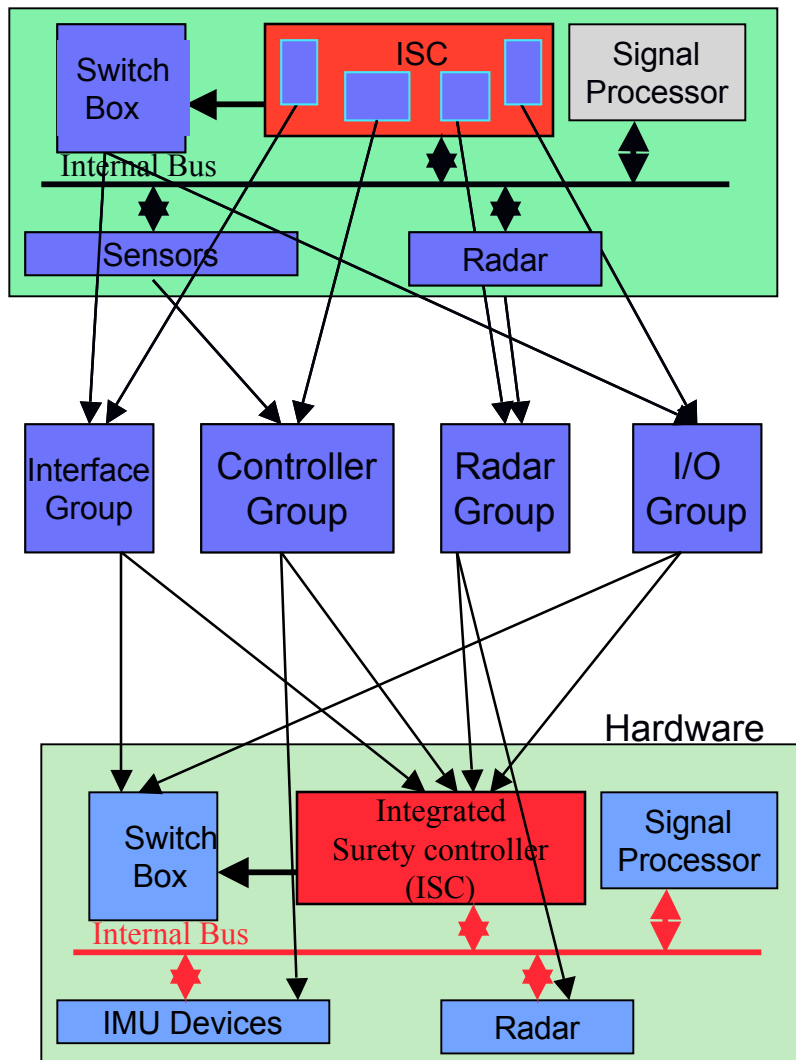 Switch
Box
ISC
Signal
Processor
Internal Bus
Sensors
Radar
Interface
Group
Controller
Group
Radar
Group
I/O
Group
Hardware
Switch
Box
Integrated
Surety controller
(ISC)
Signal
Processor
Internal Bus
IMU Devices
Radar